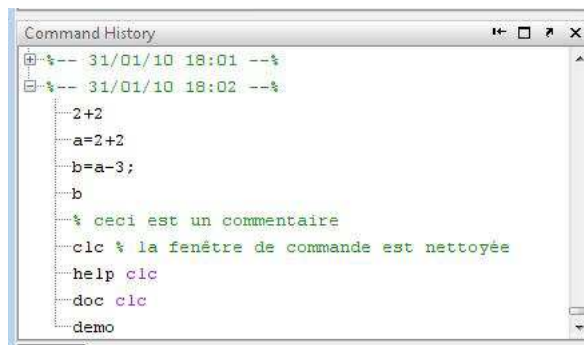 Command History
%-- 31/01/10 18:01 --%
%-- 31/01/10 18:02 --%
2+2
a=2+2
b=a-3;
b
% ceci est un commentaire
clc % la fenêtre de commande est nettoyée
help clc
doc clc
demo